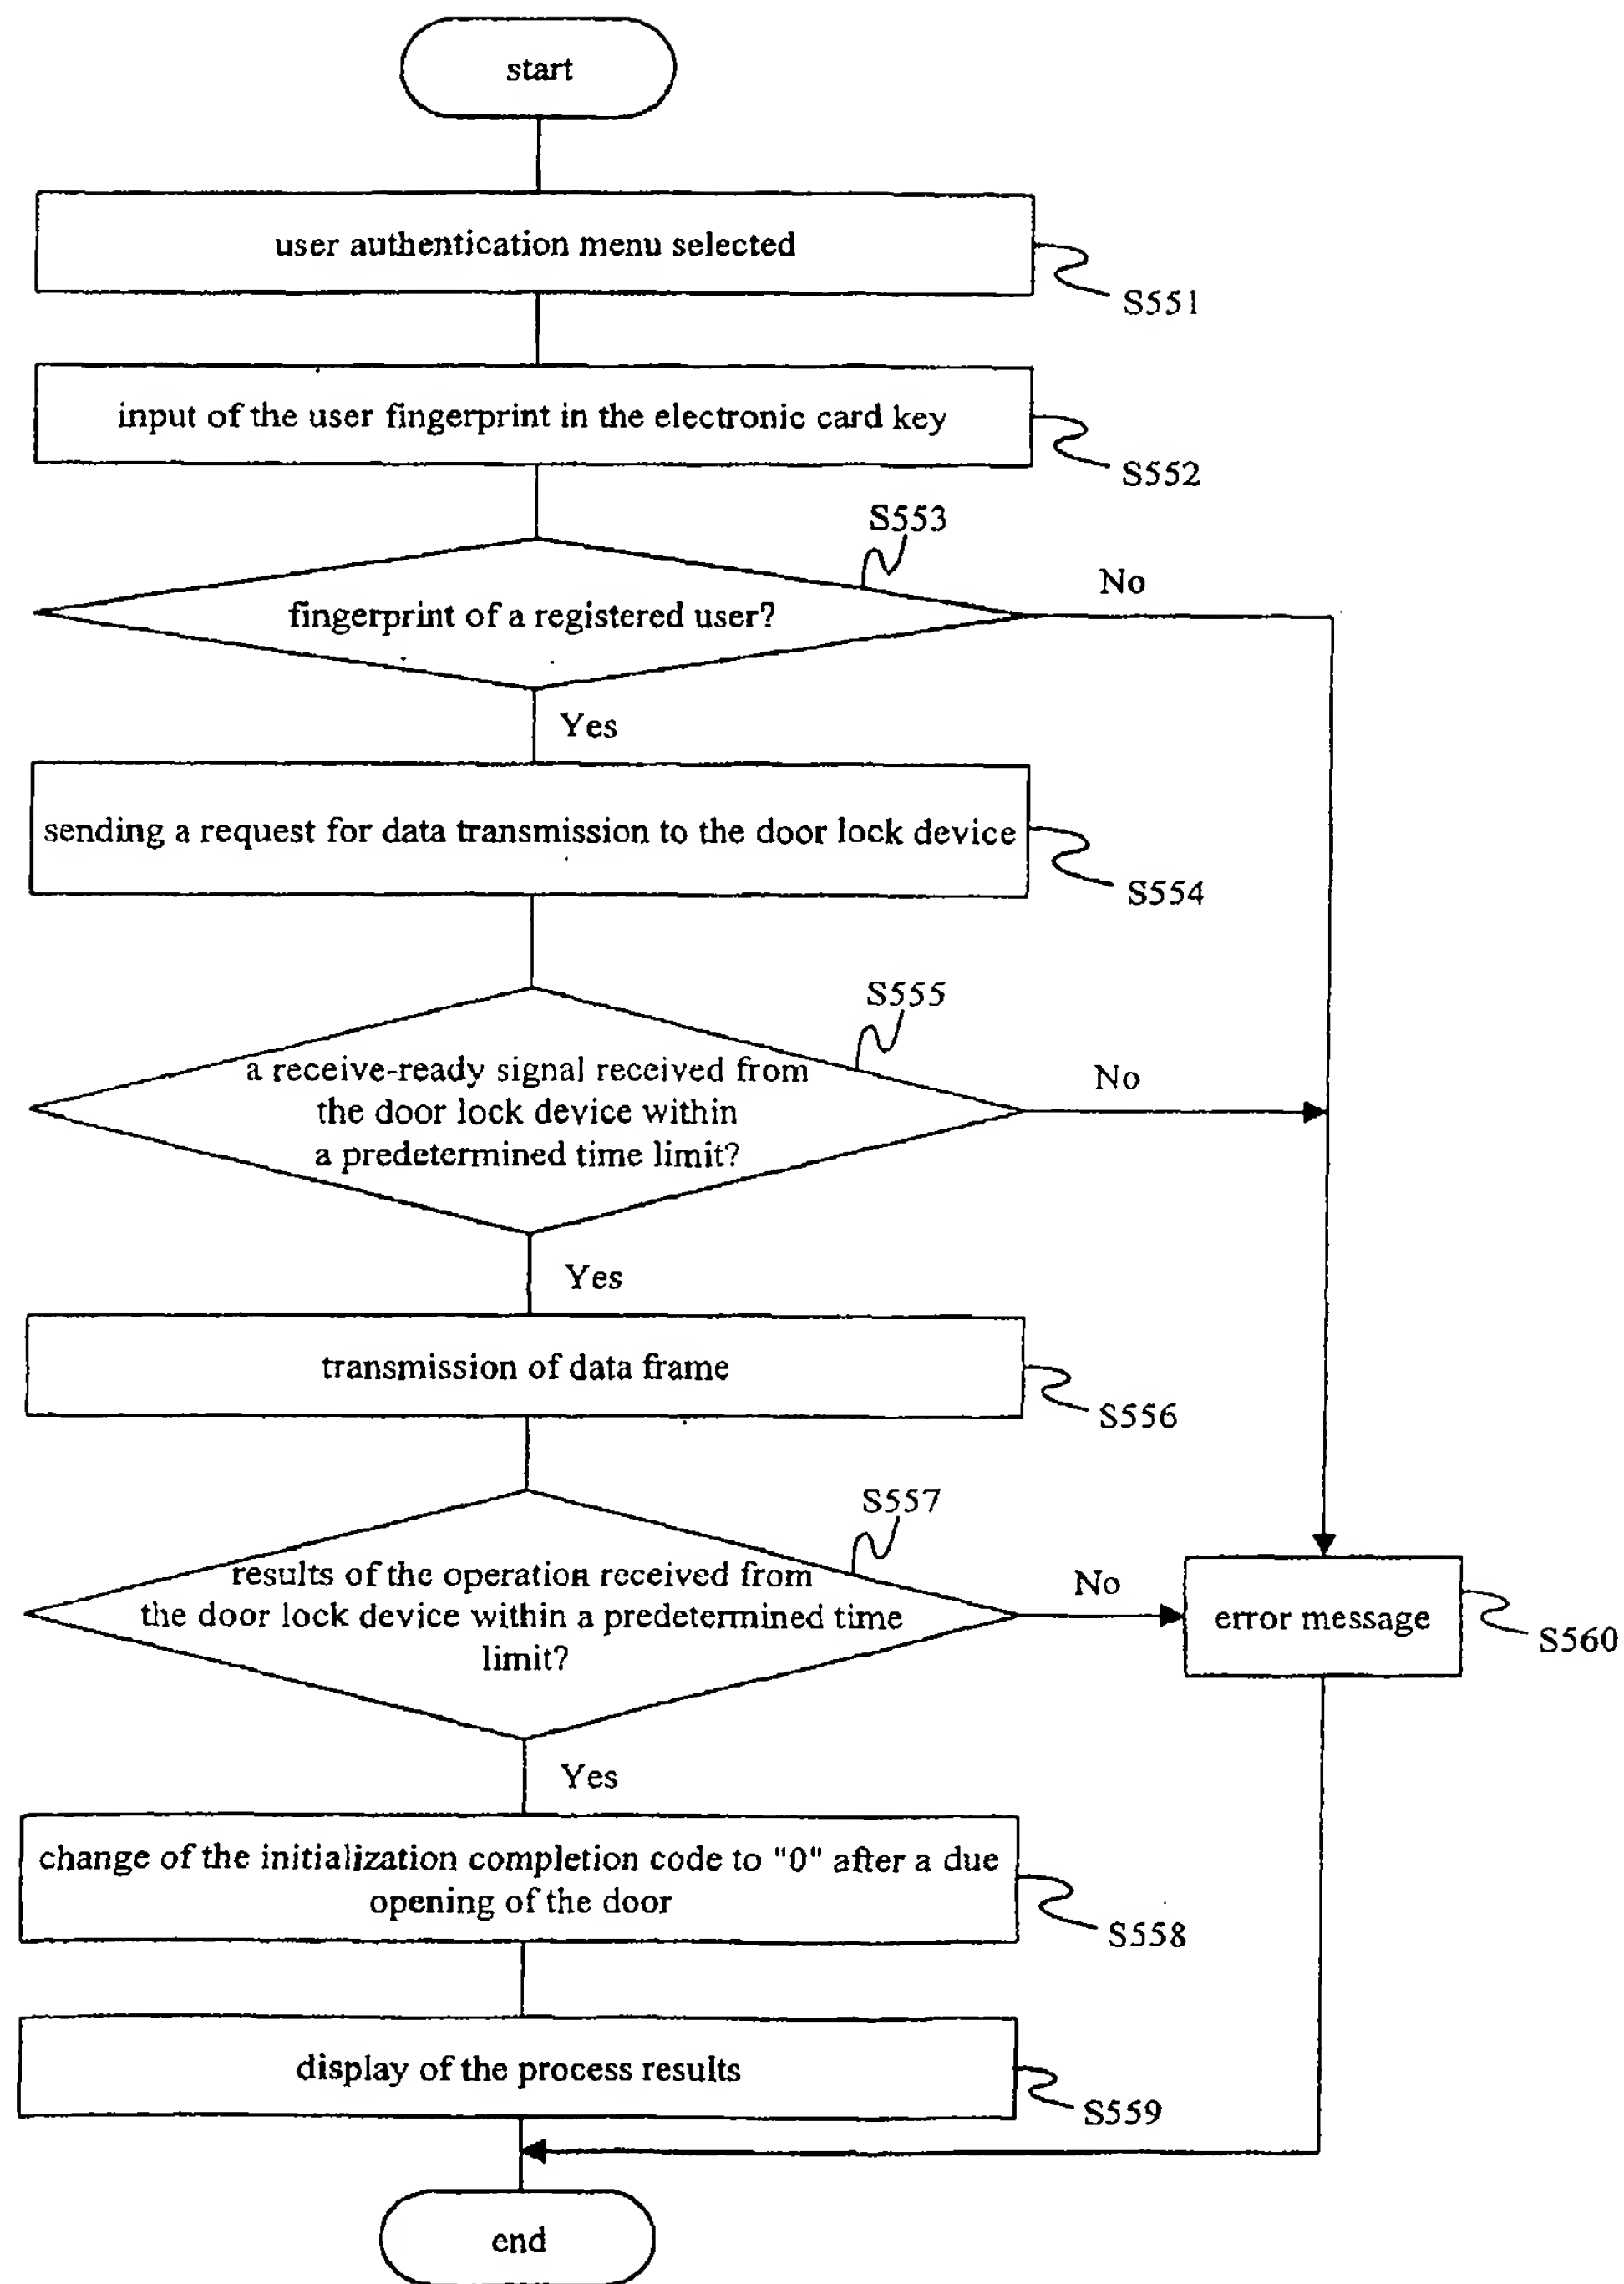 start
user authentication menu selected
S551
input of the user fingerprint in the electronic card key
S552
S553
fingerprint of a registered user?
No
Yes
sending a request for data transmission to the door lock device
S554
S555
a receive-ready signal received from
the door lock device within
a predetermined time limit?
No
Yes
transmission of data frame
S556
S557
results of the operation received from
the door lock device within a predetermined time
limit?
No
error message
S560
Yes
change of the initialization completion code to "0" after a due
opening of the door
S558
display of the process results
S559
end